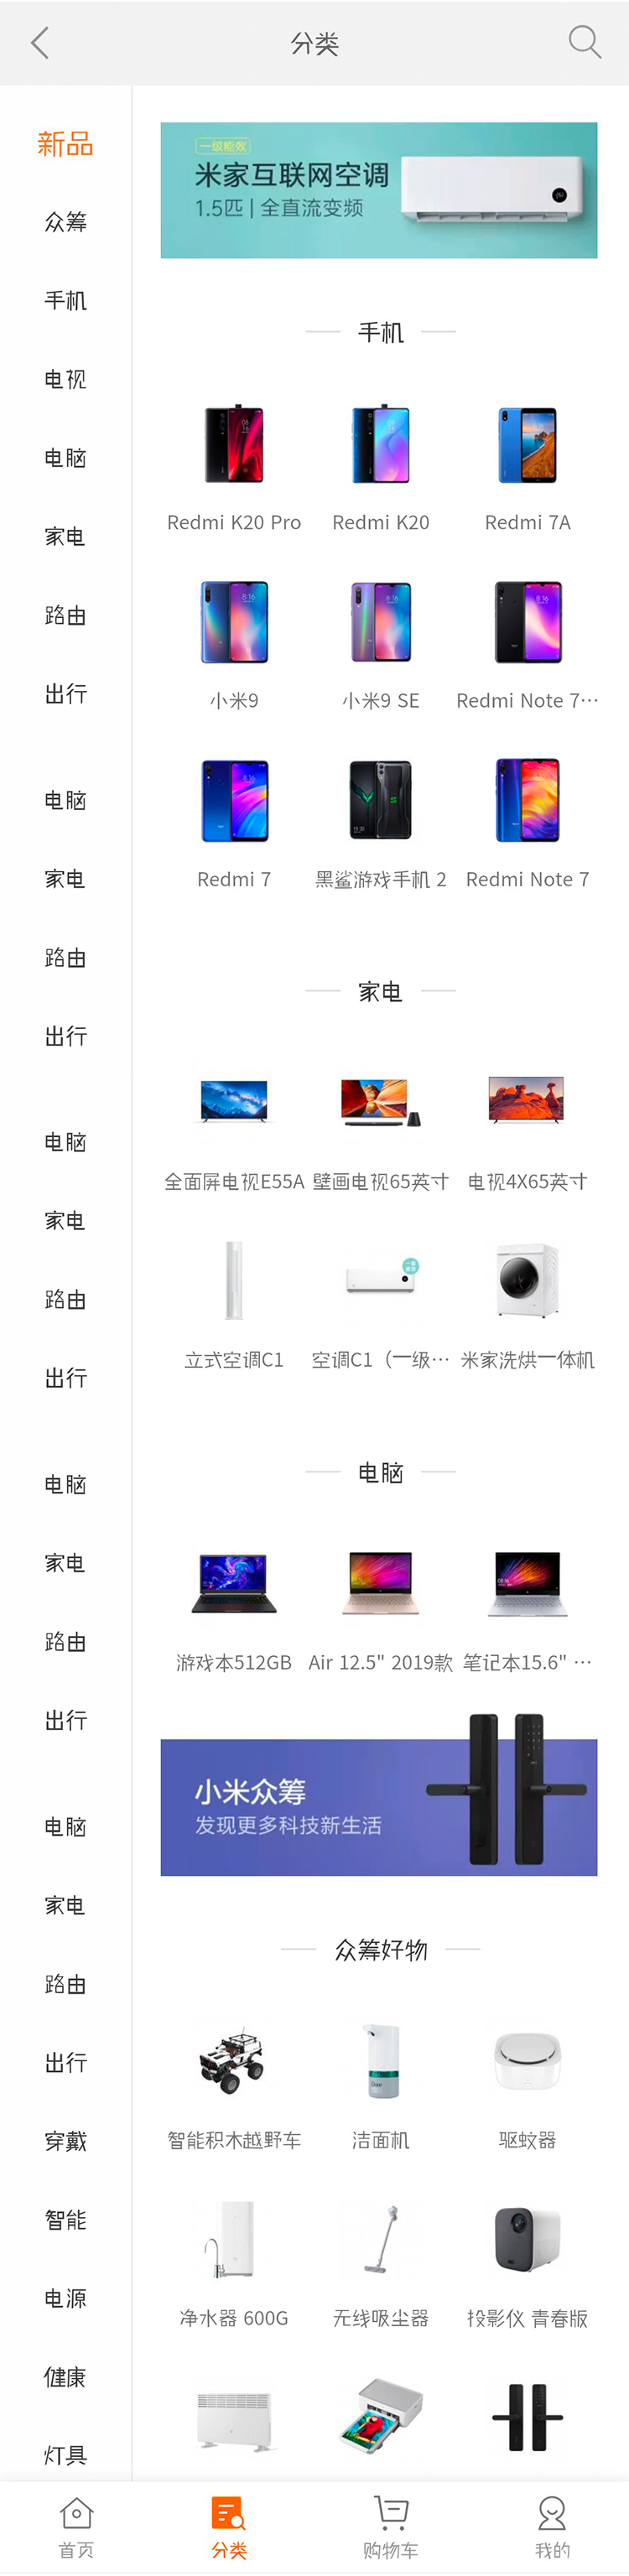 分类
新品
众筹
手机
电视
电脑
家电
路由
出行
电脑
家电
路由
出行
电脑
家电
路由
出行
电脑
家电
路由
出行
电脑
家电
路由
出行
穿戴
智能
电源
健康
灯具
一级能效
米家互联网空调
1.5匹 | 全直流变频
手机
Redmi K20 Pro
Redmi K20
Redmi 7A
小米9
小米9 SE
Redmi Note 7…
Redmi 7
黑鲨游戏手机 2
Redmi Note 7
家电
全面屏电视E55A
壁画电视65英寸
电视4X65英寸
立式空调C1
空调C1（一级…
米家洗烘一体机
电脑
游戏本512GB
Air 12.5" 2019款
笔记本15.6" …
小米众筹
发现更多科技新生活
众筹好物
智能积木越野车
洁面机
驱蚊器
净水器 600G
无线吸尘器
投影仪 青春版
首页
分类
购物车
我的